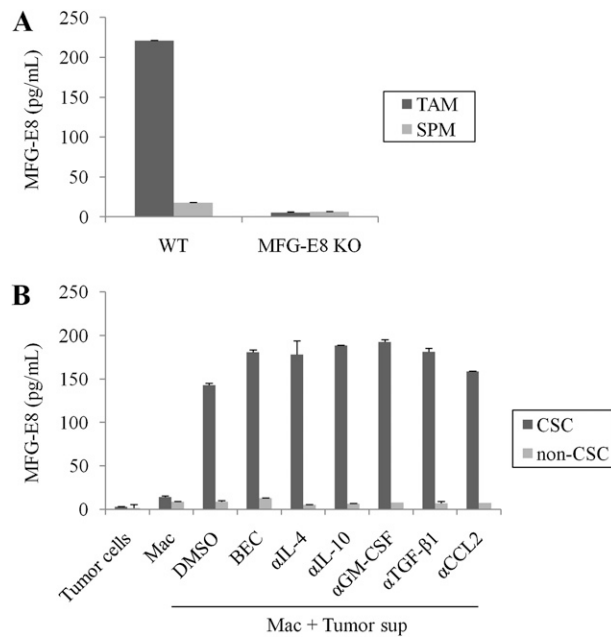 A
MFG-E8 (pg/mL)
250
200
150
100
50
0
WT
MFG-E8 KO
TAM
SPM
B
MFG-E8 (pg/mL)
250
200
150
100
50
0
Tumor cells
Mac
DMSO
BEC
αIL-4
αIL-10
αGM-CSF
αTGF-β1
αCCL2
Mac + Tumor sup
CSC
non-CSC